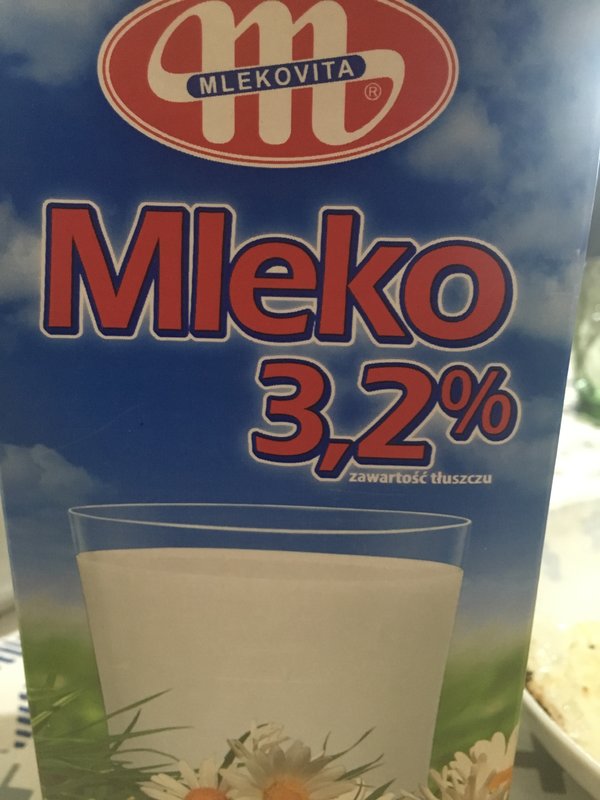 MLEKOVITA
®
Mleko
3,2%
zawartość tłuszczu